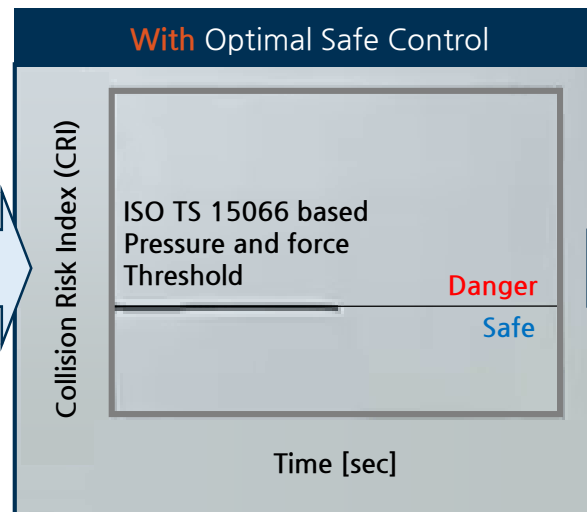 With Optimal Safe Control
Collision Risk Index (CRI)
ISO TS 15066 based
Pressure and force
Threshold
Danger
Safe
Time [sec]